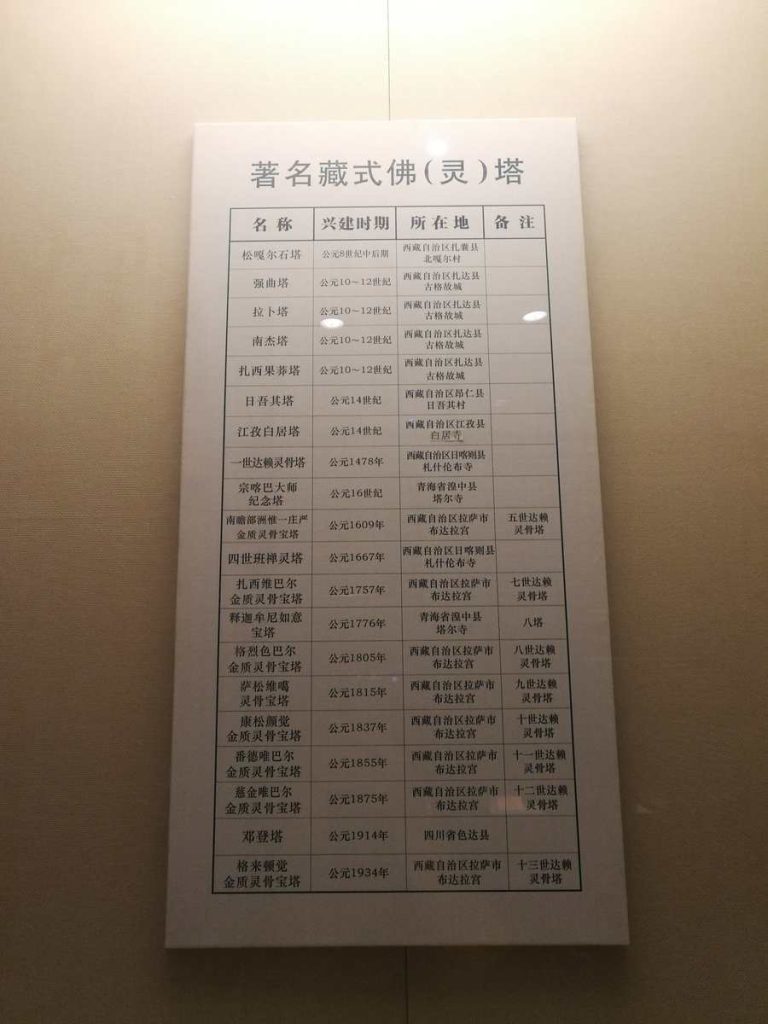 著名藏式佛(灵)塔
名称 兴建时期 所在地 备注
松嘎尔石塔 公元8世纪中后期 西藏自治区扎囊县
北嘎尔村
强曲塔 公元10～12世纪 西藏自治区扎达县
古格故城
拉卜塔 公元10～12世纪 西藏自治区扎达县
古格故城
南杰塔 公元10～12世纪 西藏自治区扎达县
古格故城
扎西果莽塔 公元10～12世纪 西藏自治区扎达县
古格故城
日吾其塔 公元14世纪 西藏自治区昂仁县
日吾其村
江孜白居塔 公元14世纪 西藏自治区江孜县
白居寺
一世达赖灵骨塔 公元1478年 西藏自治区日喀则县
札什伦布寺
宗喀巴大师
纪念塔 公元16世纪 青海省湟中县
塔尔寺
南瞻部洲惟一庄严
金质灵骨宝塔 公元1609年 西藏自治区拉萨市
布达拉宫 五世达赖
灵骨塔
四世班禅灵塔 公元1667年 西藏自治区日喀则县
札什伦布寺
扎西维巴尔
金质灵骨宝塔 公元1757年 西藏自治区拉萨市
布达拉宫 七世达赖
灵骨塔
释迦牟尼如意
宝塔 公元1776年 青海省湟中县
塔尔寺 八塔
格烈色巴尔
金质灵骨宝塔 公元1805年 西藏自治区拉萨市
布达拉宫 八世达赖
灵骨塔
萨松堆噶
灵骨宝塔 公元1815年 西藏自治区拉萨市
布达拉宫 九世达赖
灵骨塔
康松颜觉
金质灵骨宝塔 公元1837年 西藏自治区拉萨市
布达拉宫 十世达赖
灵骨塔
番德唯巴尔
金质灵骨宝塔 公元1855年 西藏自治区拉萨市
布达拉宫 十一世达赖
灵骨塔
慈金唯巴尔
金质灵骨宝塔 公元1875年 西藏自治区拉萨市
布达拉宫 十二世达赖
灵骨塔
邓登塔 公元1914年 四川省色达县
格来顿觉
金质灵骨宝塔 公元1934年 西藏自治区拉萨市
布达拉宫 十三世达赖
灵骨塔